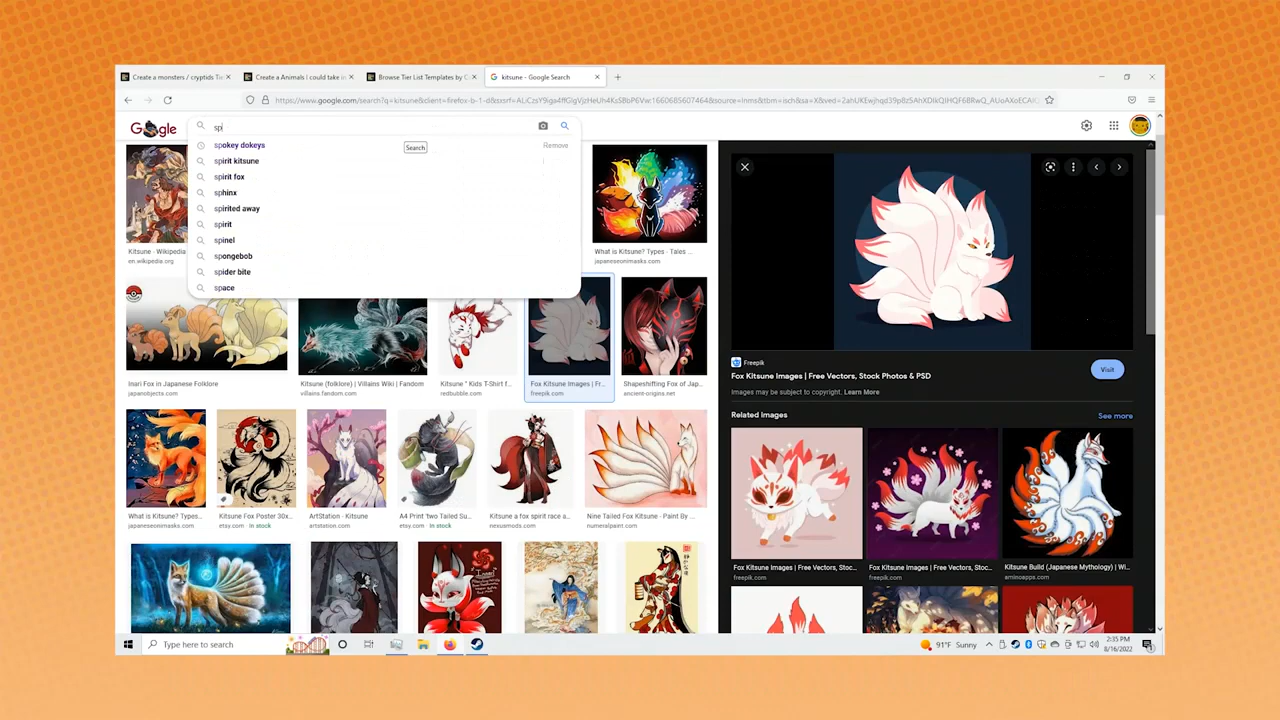 Create a monsters / cryptids Tie
Create a Animals I could take in
Browse Tier List Templates by C
kitsune - Google Search
Google
spi
spokey dokeys
Search
Remove
spirit kitsune
spirit fox
sphinx
spirited away
spirit
spinel
spongebob
spider bite
space
Kitsune - Wikipedia
en.wikipedia.org
What is Kitsune? Types - Tales ...
japaneseonmasks.com
Inari Fox in Japanese Folklore
japanobjects.com
Kitsune (folklore) | Villains Wiki | Fandom
villains.fandom.com
Kitsune " Kids T-Shirt f...
redbubble.com
Fox Kitsune Images | Fr...
freepik.com
Shapeshifting Fox of Jap...
ancient-origins.net
What is Kitsune? Types...
japaneseonmasks.com
Kitsune Fox Poster 30x...
etsy.com · In stock
ArtStation - Kitsune
artstation.com
A4 Print 'two Tailed Su...
etsy.com · In stock
Kitsune a fox spirit race a...
nexusmods.com
Nine Tailed Fox Kitsune - Paint By ...
numeralpaint.com
Freepik
Fox Kitsune Images | Free Vectors, Stock Photos & PSD
Visit
Images may be subject to copyright. Learn More
Related Images
See more
Fox Kitsune Images | Free Vectors, Stoc...
freepik.com
Fox Kitsune Images | Free Vectors, Stoc...
freepik.com
Kitsune Build (Japanese Mythology) | Wi...
aminoapps.com
Type here to search
91°F Sunny
2:35 PM
8/16/2022